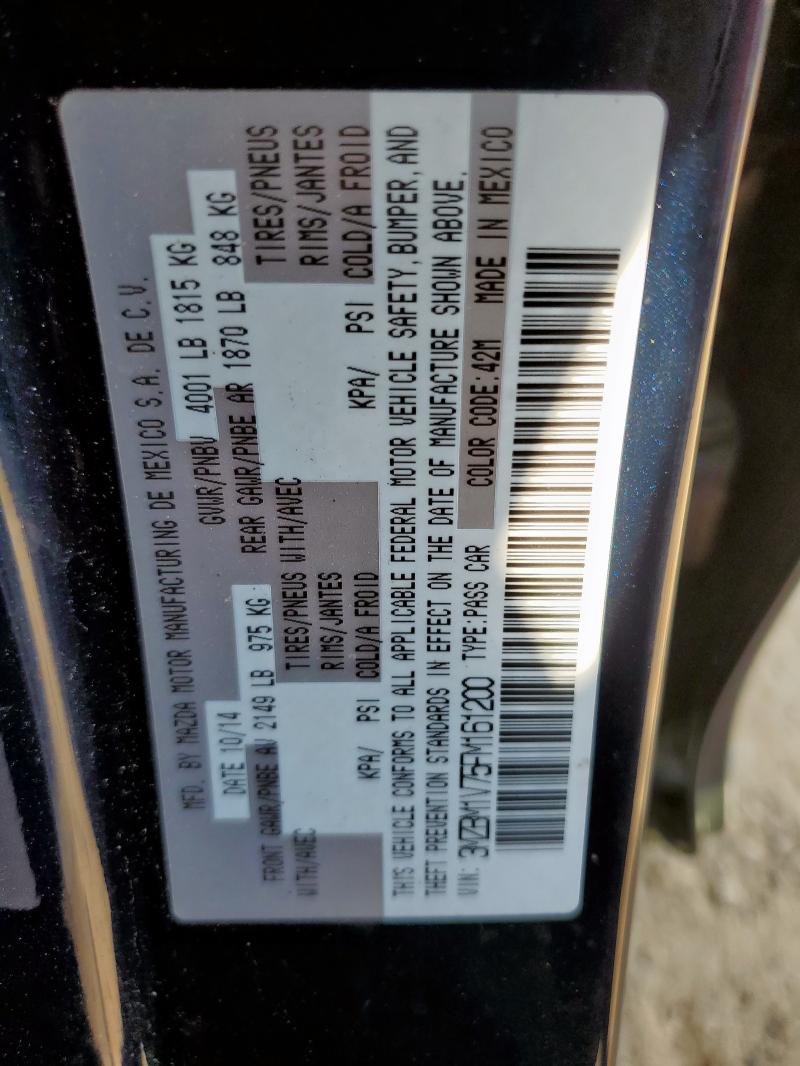 MFD. BY MAZDA MOTOR MANUFACTURING DE MEXICO S.A. DE C.V.
DATE 10/14 GVWR/PNBV 4001 LB 1815 KG
FRONT GAWR/PNBE AV 2149 LB 975 KG REAR GAWR/PNBE AR 1870 LB 848 KG
WITH/AVEC TIRES/PNEUS WITH/AVEC TIRES/PNEUS
RIMS/JANTES RIMS/JANTES
KPA/ PSI COLD/A FROID KPA/ PSI COLD/A FROID
THIS VEHICLE CONFORMS TO ALL APPLICABLE FEDERAL MOTOR VEHICLE SAFETY, BUMPER, AND
THEFT PREVENTION STANDARDS IN EFFECT ON THE DATE OF MANUFACTURE SHOWN ABOVE.
VIN: 3MZBM1V75FM161200 TYPE:PASS CAR COLOR CODE:42M MADE IN MEXICO